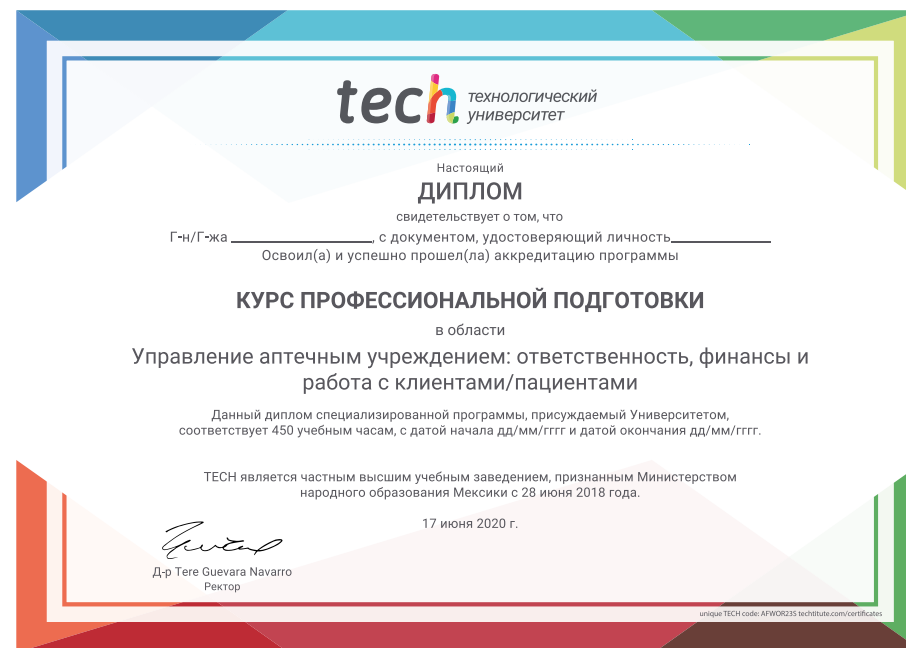 tech технологический
университет
Настоящий
ДИПЛОМ
свидетельствует о том, что
Г-н/Г-жа ____________________, с документом, удостоверяющий личность______________
Освоил(а) и успешно прошел(ла) аккредитацию программы
КУРС ПРОФЕССИОНАЛЬНОЙ ПОДГОТОВКИ
в области
Управление аптечным учреждением: ответственность, финансы и
работа с клиентами/пациентами
Данный диплом специализированной программы, присуждаемый Университетом,
соответствует 450 учебным часам, с датой начала дд/мм/гггг и датой окончания дд/мм/гггг.
TECH является частным высшим учебным заведением, признанным Министерством
народного образования Мексики с 28 июня 2018 года.
17 июня 2020 г.
Д-р Tere Guevara Navarro
Ректор
unique TECH code: AFWOR23S techtitute.com/certificates